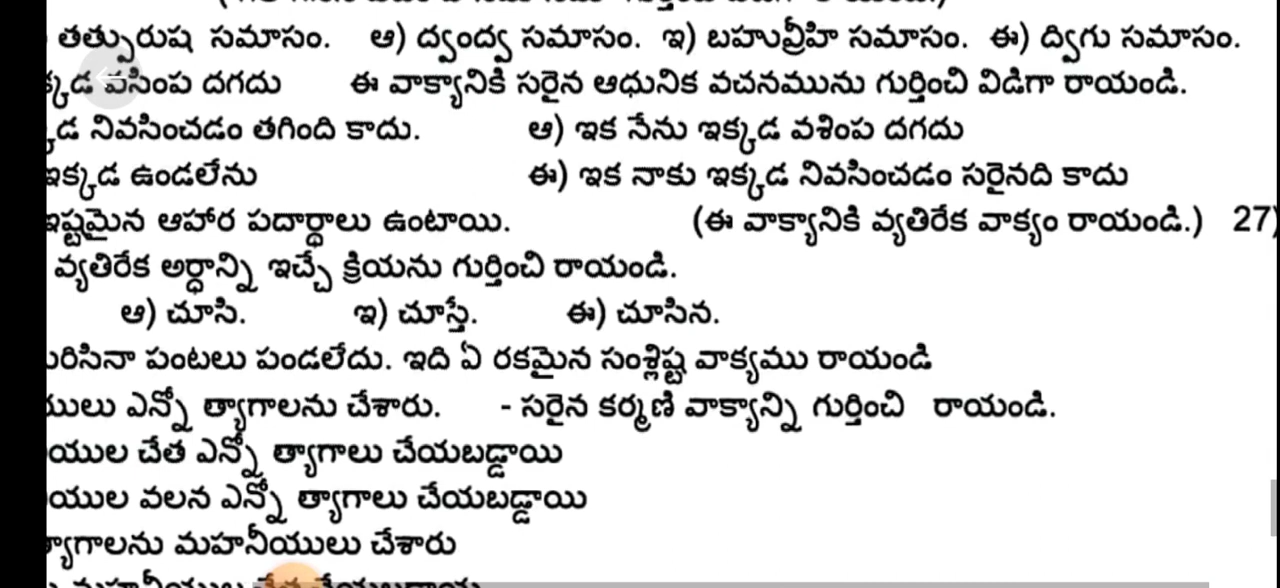 తత్పురుష సమాసం. ఆ) ద్వంద్వ సమాసం. ఇ) బహువ్రీహి సమాసం. ఈ) ద్విగు సమాసం.
వసింప దగదు ఈ వాక్యానికి సరైన ఆధునిక వచనమును గుర్తించి విడిగా రాయండి.
నివసించడం తగింది కాదు. ఆ) ఇక నేను ఇక్కడ వశింప దగదు
ఇక్కడ ఉండలేను ఈ) ఇక నాకు ఇక్కడ నివసించడం సరైనది కాదు
ఇష్టమైన ఆహార పదార్థాలు ఉంటాయి. (ఈ వాక్యానికి వ్యతిరేక వాక్యం రాయండి.) 27)
వ్యతిరేక అర్థాన్ని ఇచ్చే క్రియను గుర్తించి రాయండి.
ఆ) చూసి. ఇ) చూస్తే. ఈ) చూసిన.
పంటలు పండలేదు. ఇది ఏ రకమైన సంశ్లిష్ట వాక్యము రాయండి
ఎన్నో త్యాగాలను చేశారు. - సరైన కర్మణి వాక్యాన్ని గుర్తించి రాయండి.
యుల చేత ఎన్నో త్యాగాలు చేయబడ్డాయి
యుల వలన ఎన్నో త్యాగాలు చేయబడ్డాయి
త్యాగాలను మహనీయులు చేశారు